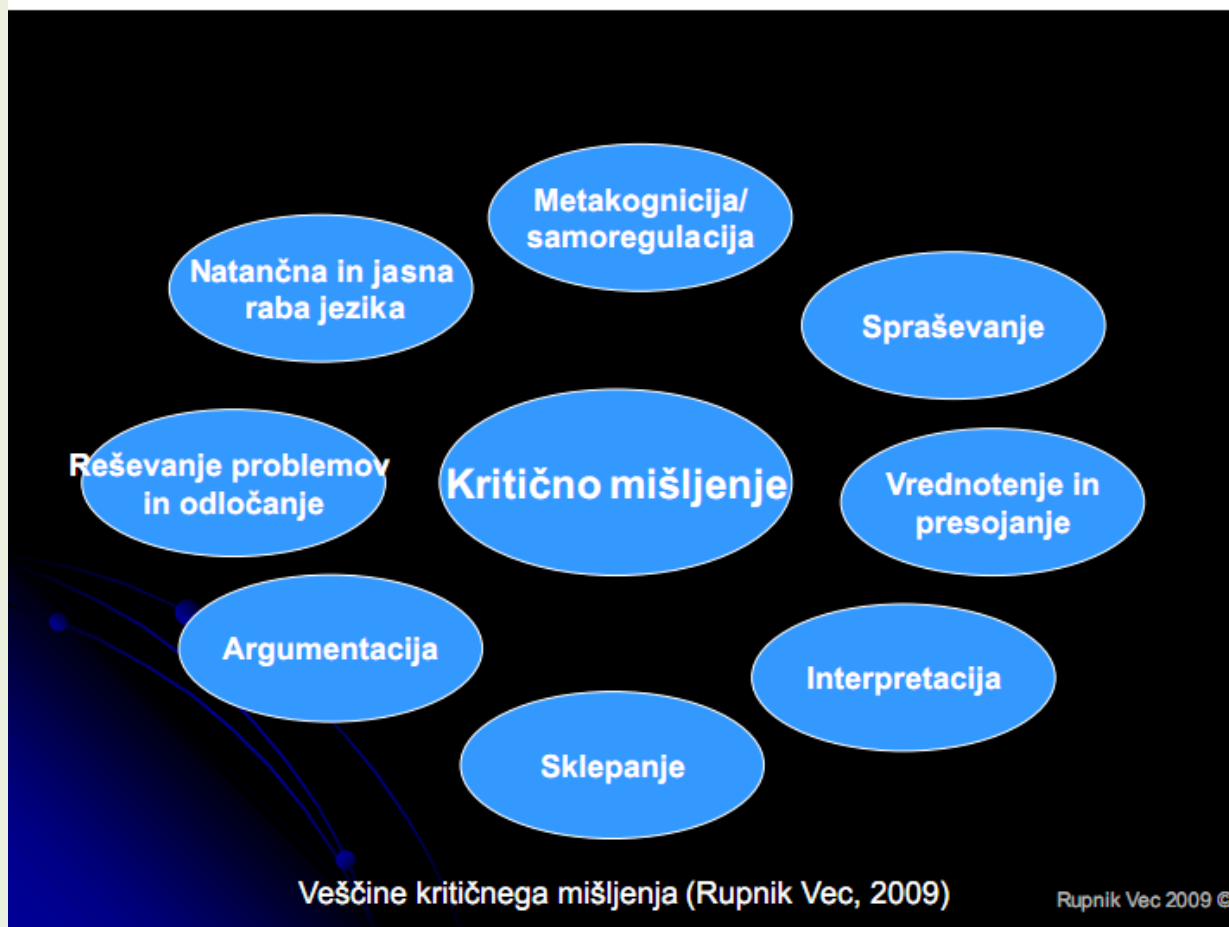 Metakognicija/
samoregulacija
Natančna in jasna
raba jezika
Spraševanje
Reševanje problemov
in odločanje
Kritično mišljenje
Vrednotenje in
presojanje
Argumentacija
Interpretacija
Sklepanje
Veščine kritičnega mišljenja (Rupnik Vec, 2009)
Rupnik Vec 2009 ©